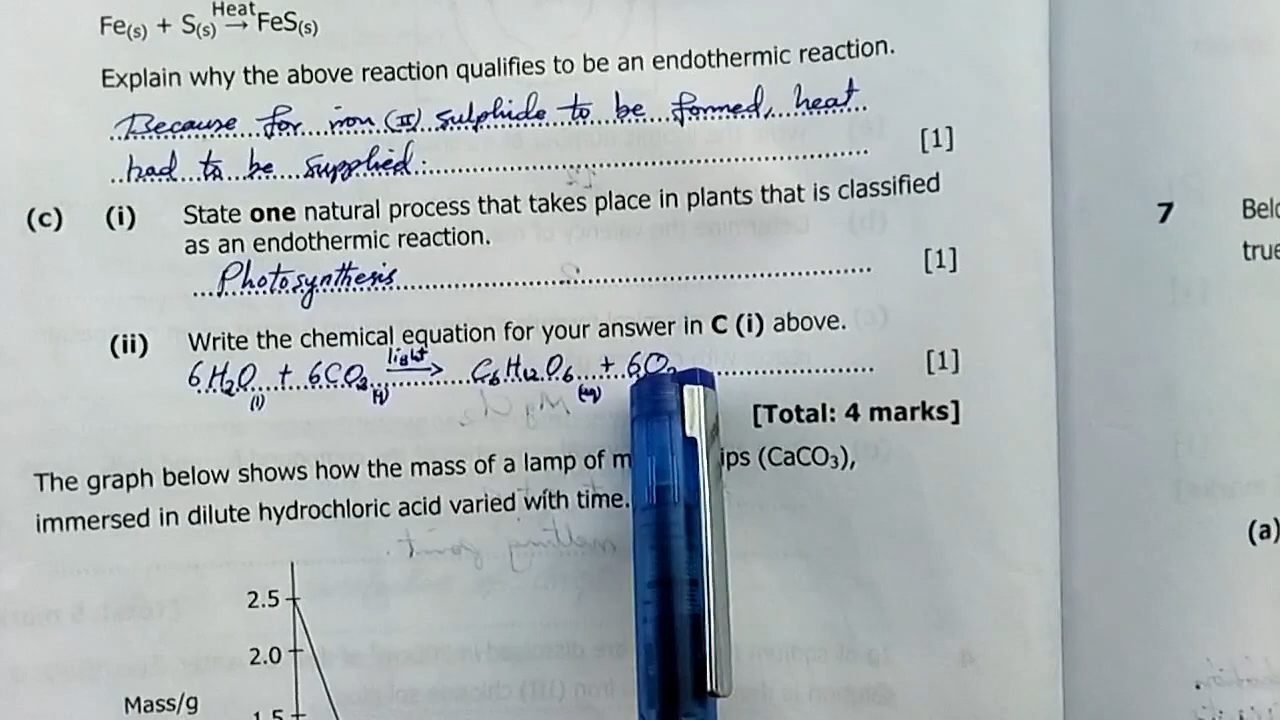 Heat
Fe(s) + S(s) → FeS(s)
Explain why the above reaction qualifies to be an endothermic reaction.
Because for iron (II) sulphide to be formed, heat
had to be supplied. [1]
(c) (i) State one natural process that takes place in plants that is classified
as an endothermic reaction.
Photosynthesis [1]
(ii) Write the chemical equation for your answer in C (i) above.
light
6H2O(l) + 6CO2 → C6H12O6(aq) + 6O2 [1]
[Total: 4 marks]
The graph below shows how the mass of a lamp of m ips (CaCO3),
immersed in dilute hydrochloric acid varied with time.
2.5
2.0
Mass/g
1.5
7
true
(a)